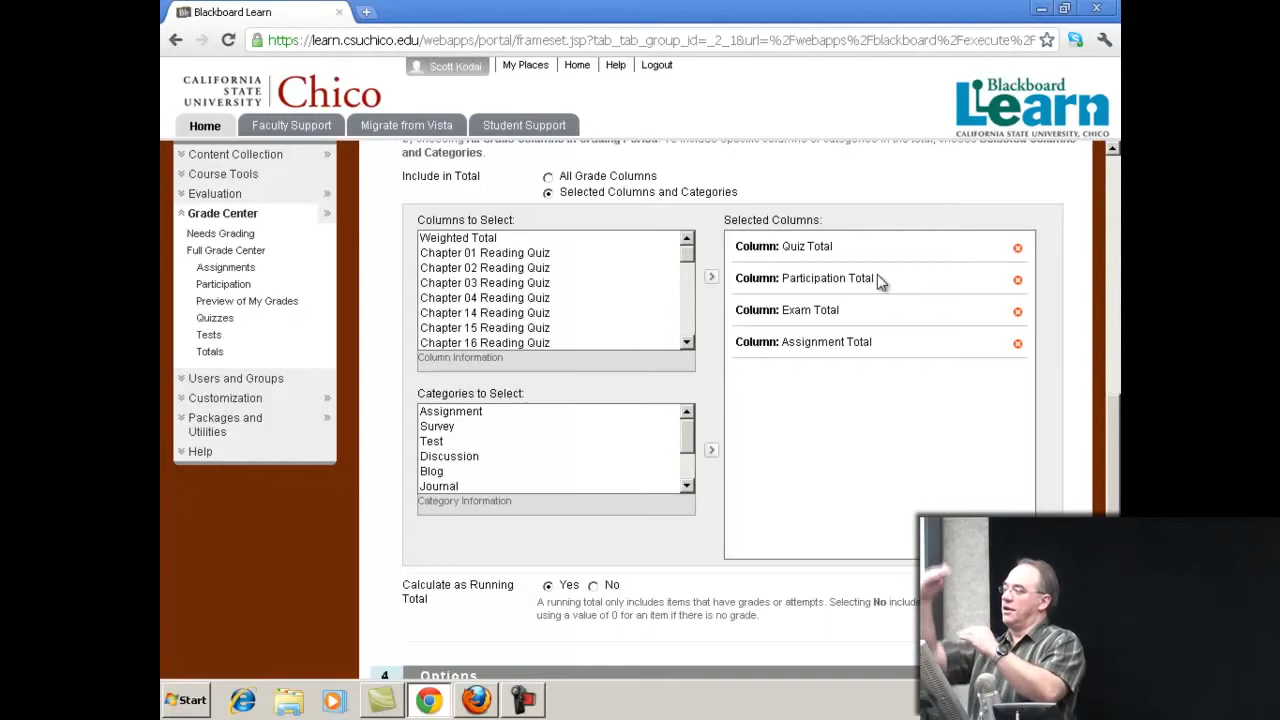 Blackboard Learn
https://learn.csuchico.edu/webapps/portal/frameset.jsp?tab_tab_group_id=_2_1&url=%2Fwebapps%2Fblackboard%2Fexecute%2F
Scott Kodai My Places Home Help Logout
CALIFORNIA
STATE
UNIVERSITY
Chico
Blackboard
Learn
CALIFORNIA STATE UNIVERSITY, CHICO
Home Faculty Support Migrate from Vista Student Support
Content Collection
Course Tools
Evaluation
Grade Center
Needs Grading
Full Grade Center
Assignments
Participation
Preview of My Grades
Quizzes
Tests
Totals
Users and Groups
Customization
Packages and
Utilities
Help
and Categories.
Include in Total
All Grade Columns
Selected Columns and Categories
Columns to Select:
Weighted Total
Chapter 01 Reading Quiz
Chapter 02 Reading Quiz
Chapter 03 Reading Quiz
Chapter 04 Reading Quiz
Chapter 14 Reading Quiz
Chapter 15 Reading Quiz
Chapter 16 Reading Quiz
Column Information
Categories to Select:
Assignment
Survey
Test
Discussion
Blog
Journal
Category Information
Selected Columns:
Column: Quiz Total
Column: Participation Total
Column: Exam Total
Column: Assignment Total
Calculate as Running
Total
Yes No
A running total only includes items that have grades or attempts. Selecting No include
using a value of 0 for an item if there is no grade.
4 Options
Start